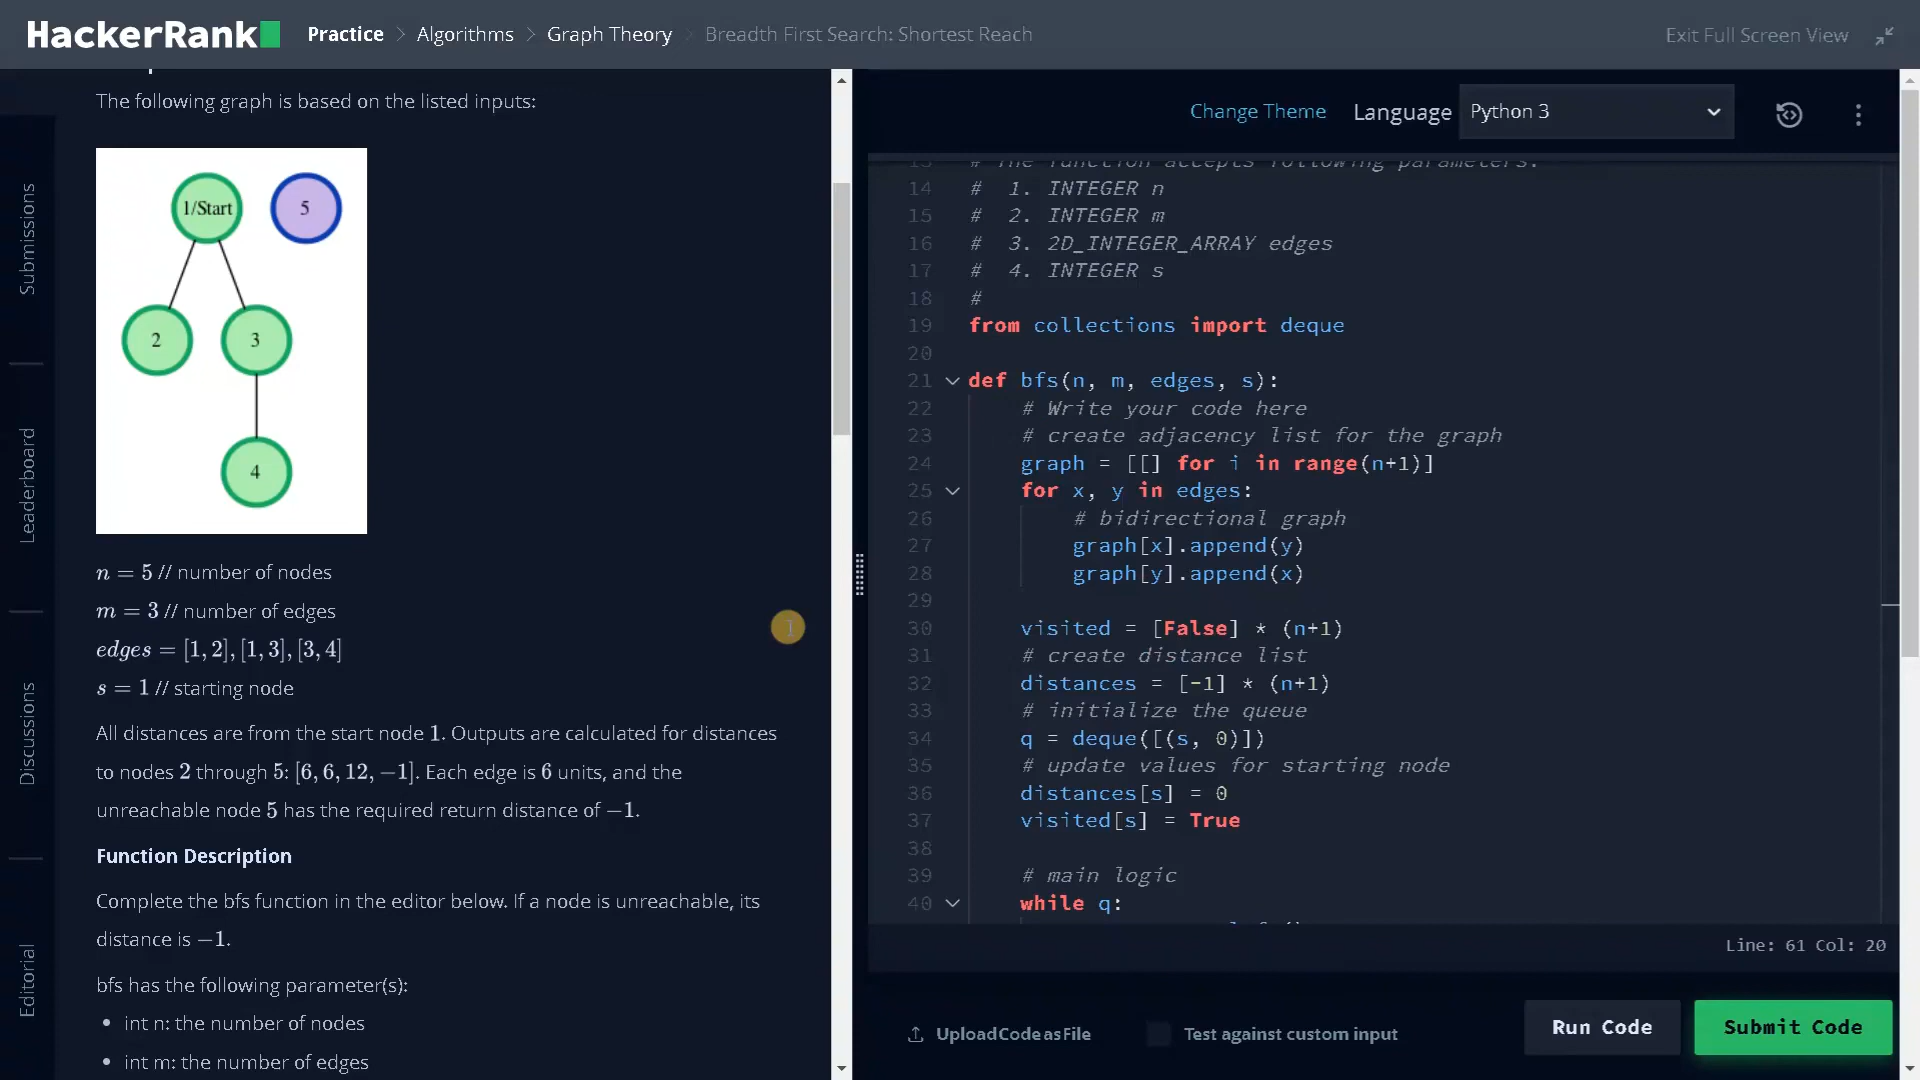 HackerRank
Practice > Algorithms > Graph Theory > Breadth First Search: Shortest Reach
Exit Full Screen View
Submissions
Leaderboard
Discussions
Editorial
The following graph is based on the listed inputs:
1/Start
5
2
3
4
n = 5 // number of nodes
m = 3 // number of edges
edges = [1, 2], [1, 3], [3, 4]
s = 1 // starting node
All distances are from the start node 1. Outputs are calculated for distances
to nodes 2 through 5: [6, 6, 12, −1]. Each edge is 6 units, and the
unreachable node 5 has the required return distance of −1.
Function Description
Complete the bfs function in the editor below. If a node is unreachable, its
distance is −1.
bfs has the following parameter(s):
• int n: the number of nodes
• int m: the number of edges
Change Theme
Language
Python 3
13 # The function accepts following parameters:
14 #  1. INTEGER n
15 #  2. INTEGER m
16 #  3. 2D_INTEGER_ARRAY edges
17 #  4. INTEGER s
18 #
19 from collections import deque
20
21 def bfs(n, m, edges, s):
22     # Write your code here
23     # create adjacency list for the graph
24     graph = [[] for i in range(n+1)]
25     for x, y in edges:
26         # bidirectional graph
27         graph[x].append(y)
28         graph[y].append(x)
29
30     visited = [False] * (n+1)
31     # create distance list
32     distances = [-1] * (n+1)
33     # initialize the queue
34     q = deque([(s, 0)])
35     # update values for starting node
36     distances[s] = 0
37     visited[s] = True
38
39     # main logic
40     while q:
Line: 61 Col: 20
Upload Code as File
Test against custom input
Run Code
Submit Code